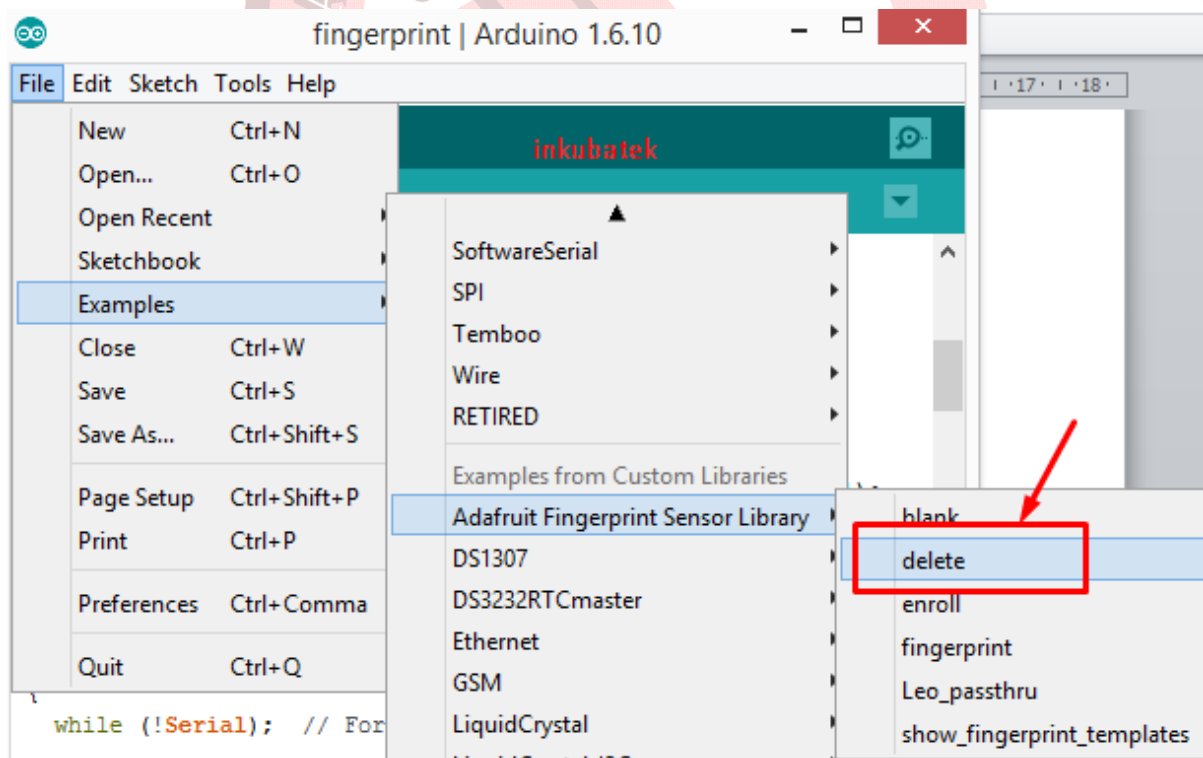 fingerprint | Arduino 1.6.10
File Edit Sketch Tools Help
17 18
New Ctrl+N
Open... Ctrl+O
Open Recent
Sketchbook
Examples
Close Ctrl+W
Save Ctrl+S
Save As... Ctrl+Shift+S
Page Setup Ctrl+Shift+P
Print Ctrl+P
Preferences Ctrl+Comma
Quit Ctrl+Q
inkubatek
SoftwareSerial
SPI
Temboo
Wire
RETIRED
Examples from Custom Libraries
Adafruit Fingerprint Sensor Library
DS1307
DS3232RTCmaster
Ethernet
GSM
LiquidCrystal
blank
delete
enroll
fingerprint
Leo_passthru
show_fingerprint_templates
{
while (!Serial); // For